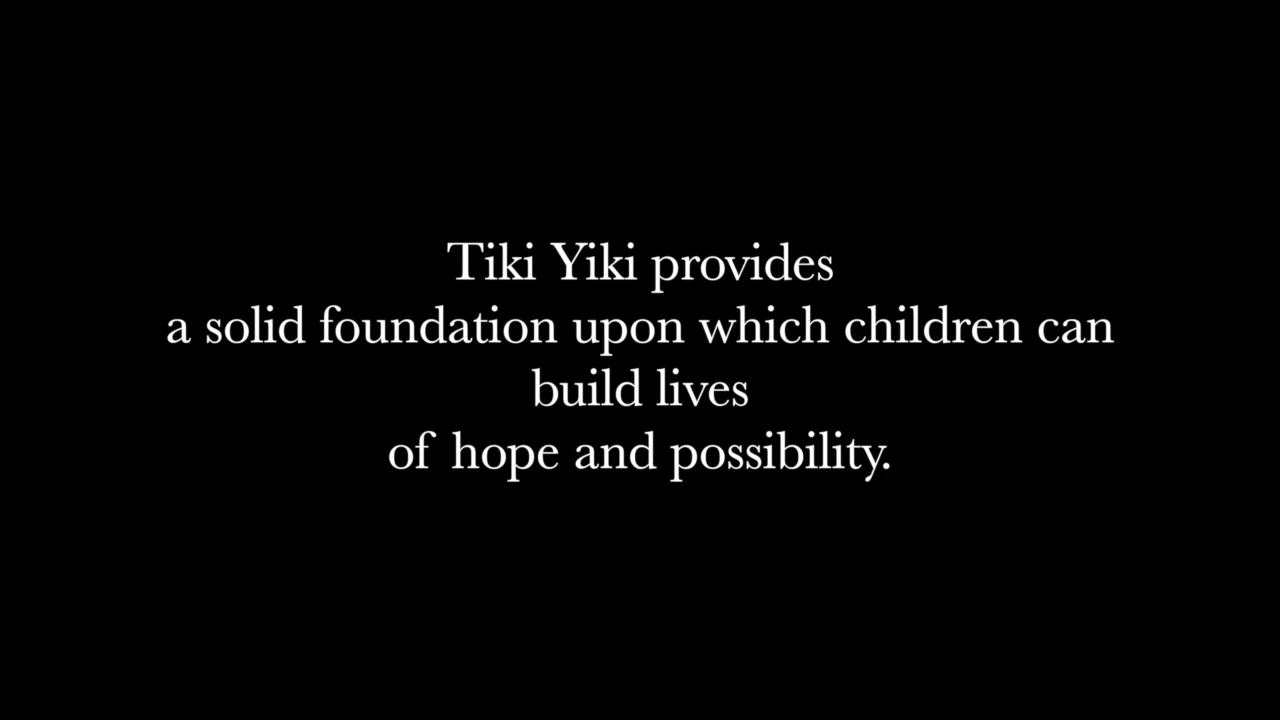 Tiki Yiki provides
a solid foundation upon which children can
build lives
of hope and possibility.